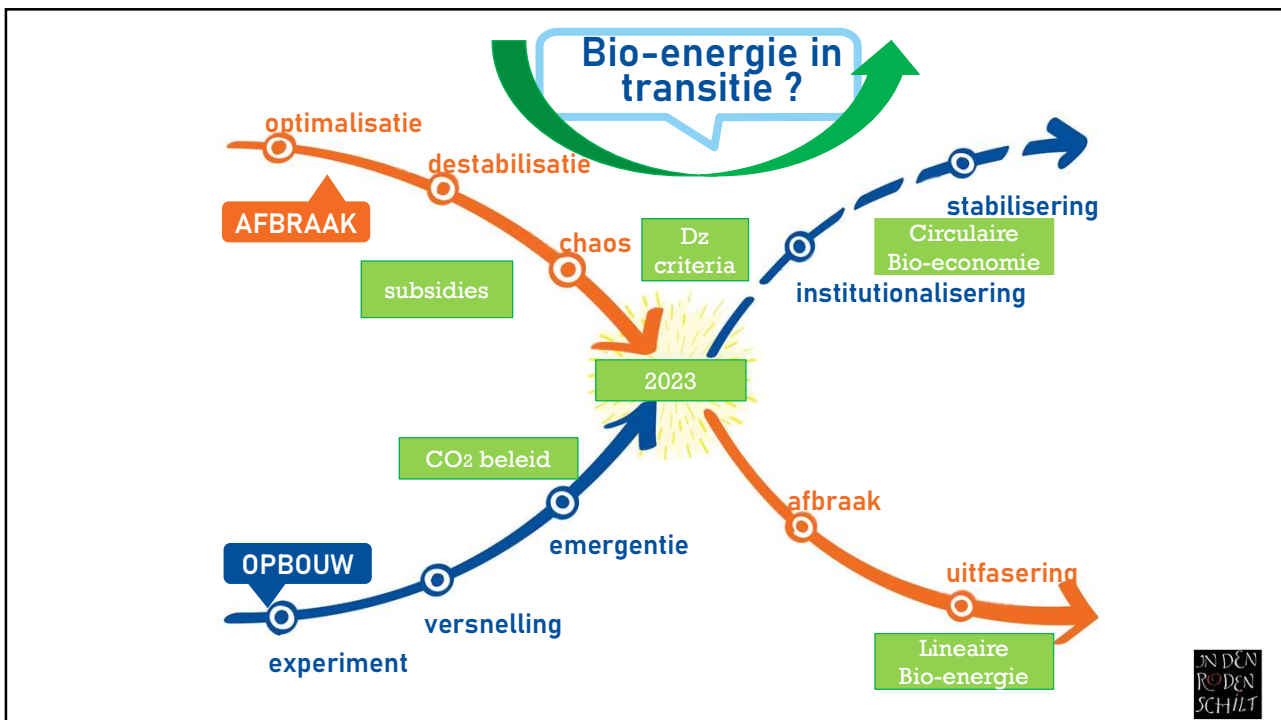 Bio-energie in
transitie ?
optimalisatie
destabilisatie
AFBRAAK
chaos
subsidies
Dz
criteria
stabilisering
Circulaire
Bio-economie
institutionalisering
2023
CO2 beleid
afbraak
emergentie
OPBOUW
uitfasering
versnelling
experiment
Lineaire
Bio-energie
IN DEN
RODEN
SCHILT